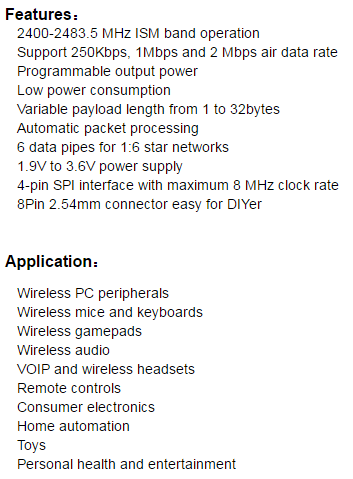 Features：
2400-2483.5 MHz ISM band operation
Support 250Kbps, 1Mbps and 2 Mbps air data rate
Programmable output power
Low power consumption
Variable payload length from 1 to 32bytes
Automatic packet processing
6 data pipes for 1:6 star networks
1.9V to 3.6V power supply
4-pin SPI interface with maximum 8 MHz clock rate
8Pin 2.54mm connector easy for DIYer
Application：
Wireless PC peripherals
Wireless mice and keyboards
Wireless gamepads
Wireless audio
VOIP and wireless headsets
Remote controls
Consumer electronics
Home automation
Toys
Personal health and entertainment